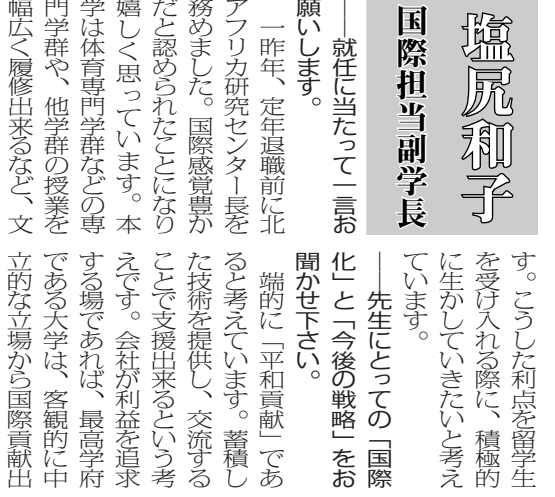 塩尻和子
国際担当副学長
――就任に当たって一言お
願いします。
一昨年、定年退職前に北
アフリカ研究センター長を
務めました。国際感覚豊か
だと認められたことになり
嬉しく思っています。本
学は体育専門学群などの専
門学群や、他学群の授業を
幅広く履修出来るなど、文
す。こうした利点を留学生
を受け入れる際に、積極的
に生かしていきたいと考え
ています。
――先生にとっての「国際
化」と「今後の戦略」をお
聞かせ下さい。
端的に「平和貢献」であ
ると考えています。蓄積し
た技術を提供し、交流する
ことで支援出来るという考
えです。会社が利益を追求
する場であれば、最高学府
である大学は、客観的に中
立的な立場から国際貢献出